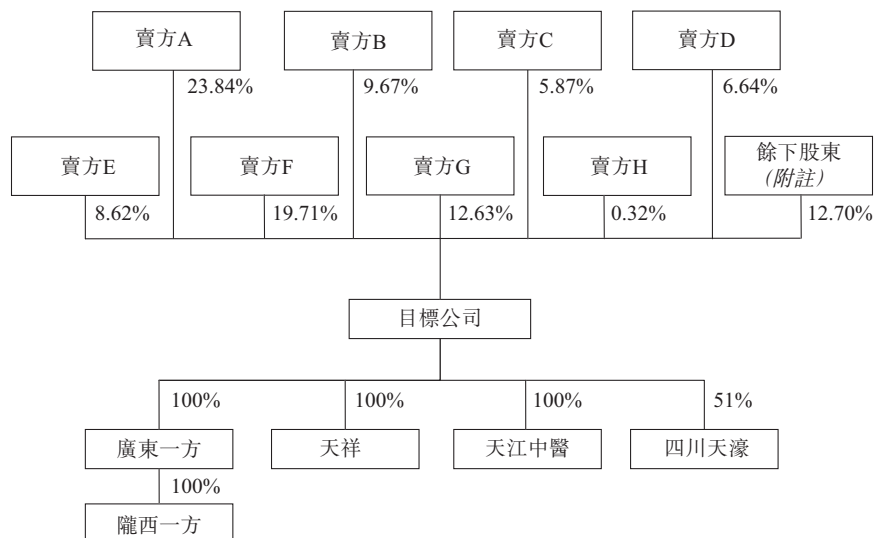 賣方A
賣方B
賣方C
賣方D
23.84%
9.67%
5.87%
6.64%
賣方E
賣方F
賣方G
賣方H
餘下股東
(附註)
8.62%
19.71%
12.63%
0.32%
12.70%
目標公司
100%
100%
100%
51%
廣東一方
天祥
天江中醫
四川天濠
100%
隴西一方